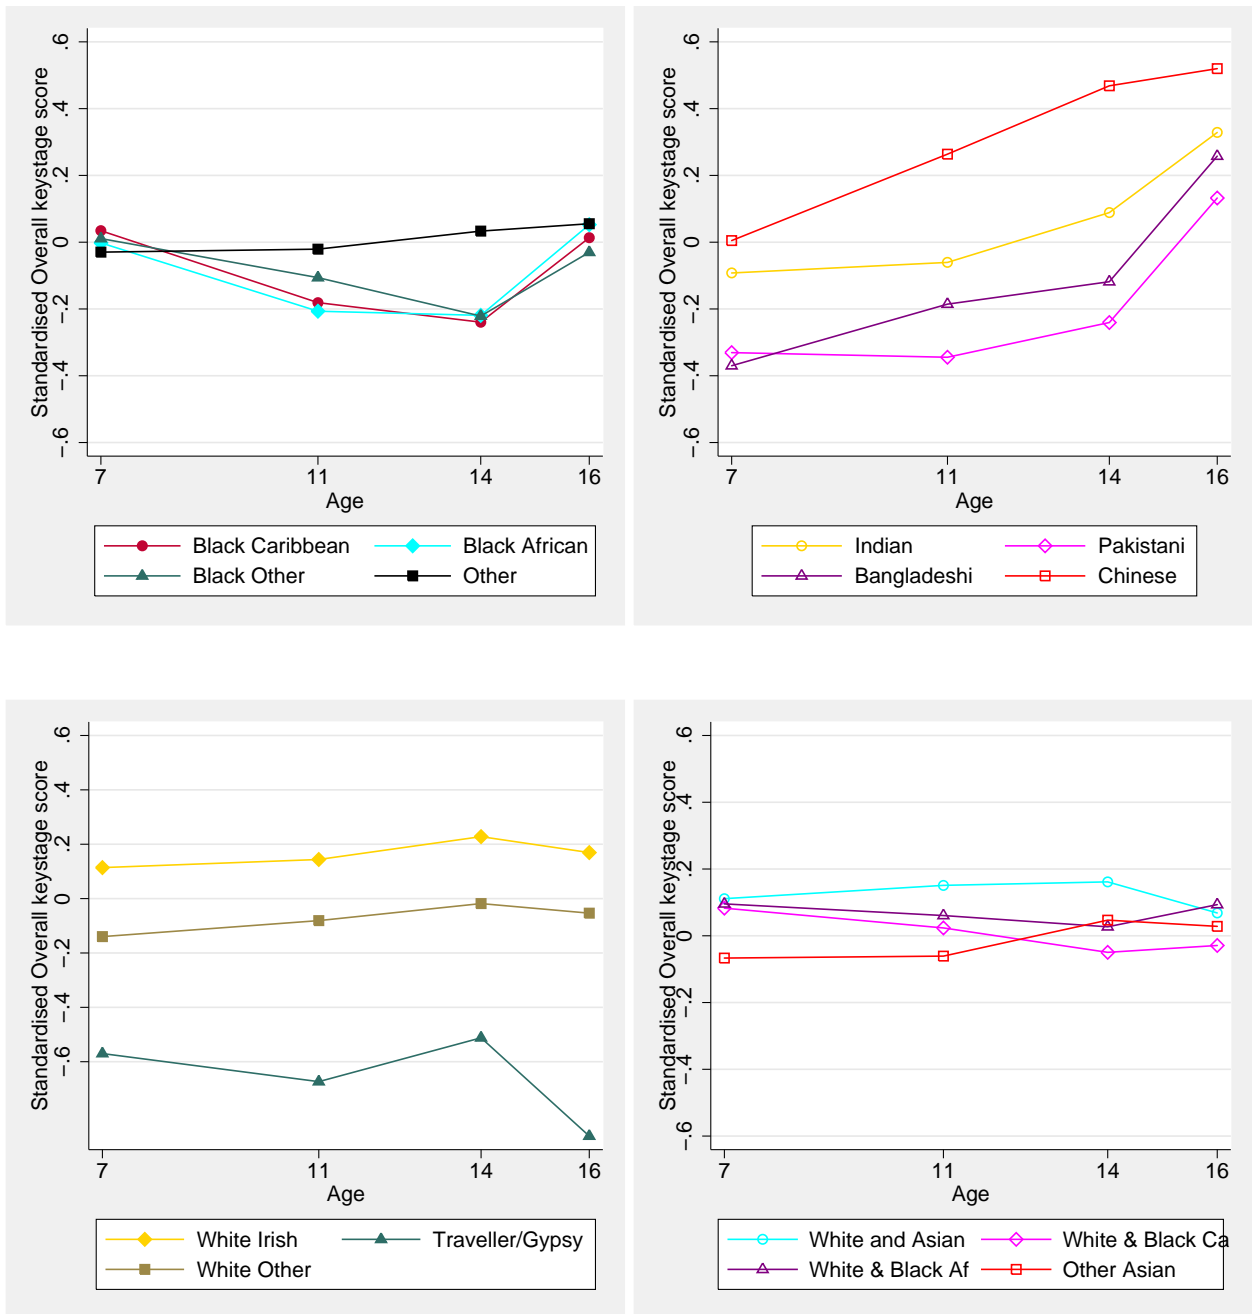 Standardised Overall keystage score
.6
.4
.2
0
−.2
−.4
−.6
7 11 14 16
Age
Black Caribbean Black African
Black Other Other
Standardised Overall keystage score
.6
.4
.2
0
−.2
−.4
−.6
7 11 14 16
Age
Indian Pakistani
Bangladeshi Chinese
Standardised Overall keystage score
.6
.4
.2
0
−.2
−.4
−.6
7 11 14 16
Age
White Irish Traveller/Gypsy
White Other
Standardised Overall keystage score
.6
.4
.2
0
−.2
−.4
−.6
7 11 14 16
Age
White and Asian White & Black Ca
White & Black Af Other Asian